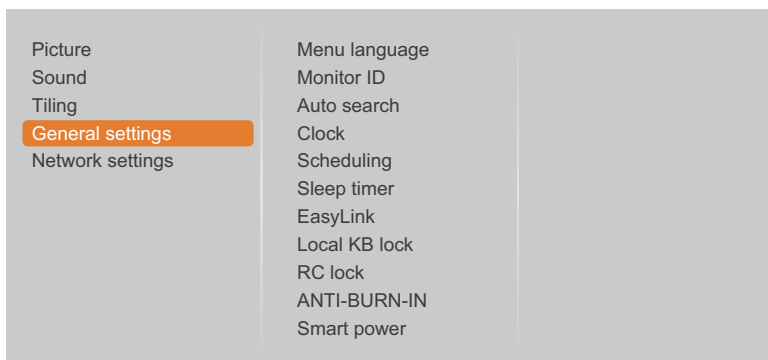 Picture
Sound
Tiling
General settings
Network settings
Menu language
Monitor ID
Auto search
Clock
Scheduling
Sleep timer
EasyLink
Local KB lock
RC lock
ANTI-BURN-IN
Smart power